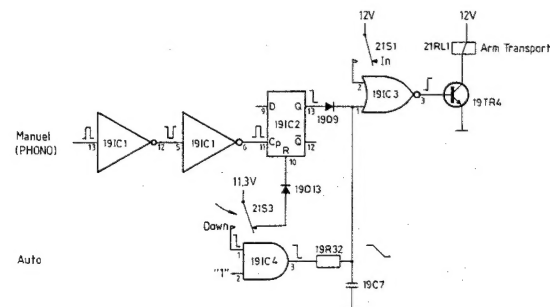 12V
12V
21S1
In
21RL1
Arm Transport
2
19IC3
3
1
19TR4
D
Q
9
13
19D9
19IC2
Manuel
(PHONO)
13
19IC1
12
5
19IC1
6
11
Cp
R
Q
12
10
19D13
11,3V
21S3
Down
1
19IC4
3
19R32
Auto
"1"
2
19C7